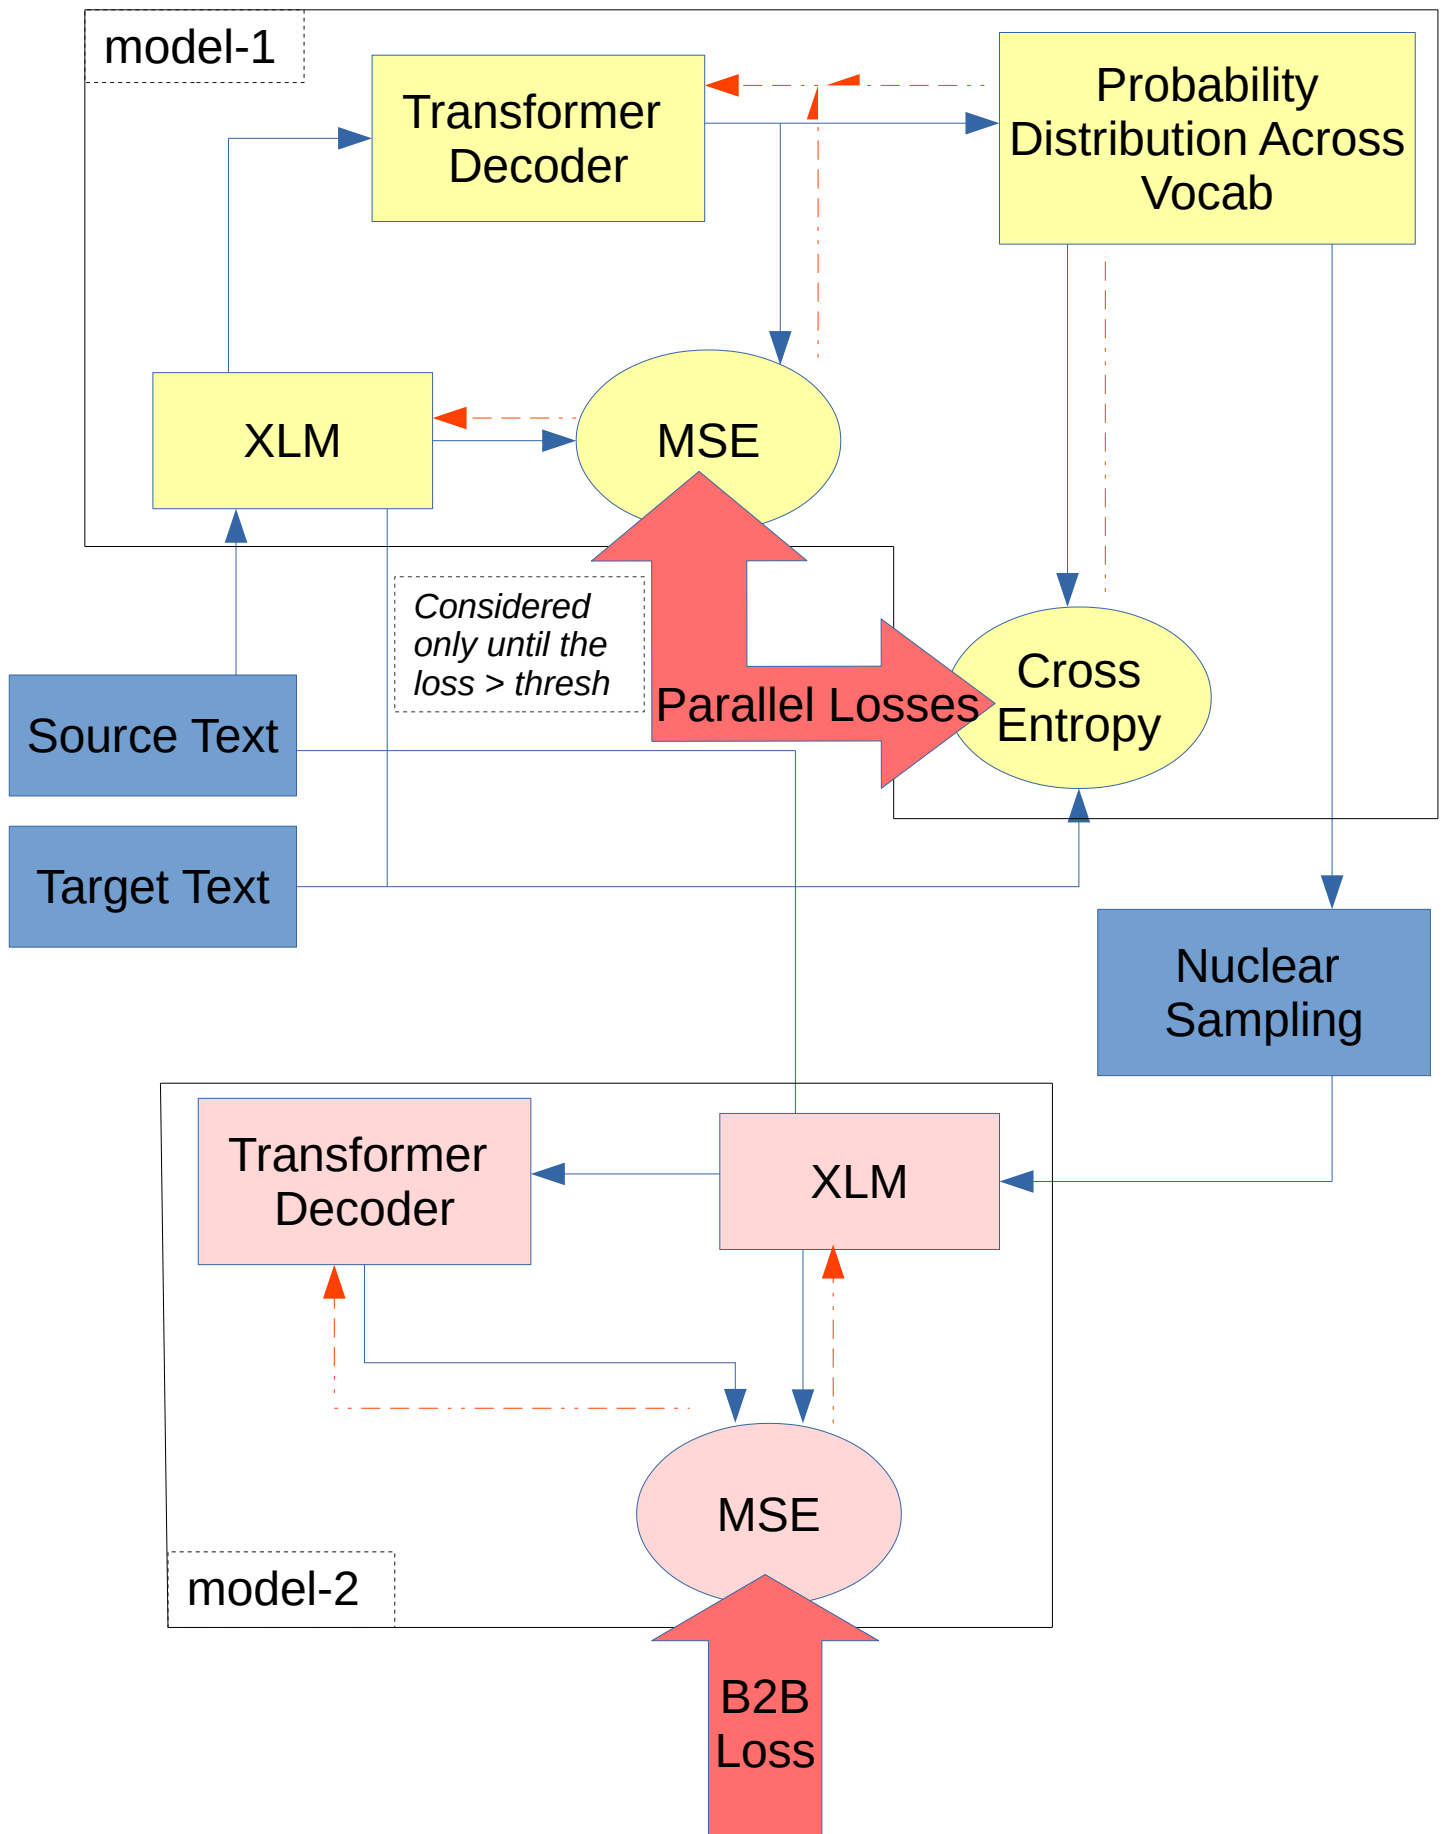 model-1
Transformer
Decoder
Probability
Distribution Across
Vocab
XLM
MSE
Considered
only until the
loss > thresh
Parallel Losses
Cross
Entropy
Source Text
Target Text
Nuclear
Sampling
Transformer
Decoder
XLM
MSE
model-2
B2B
Loss